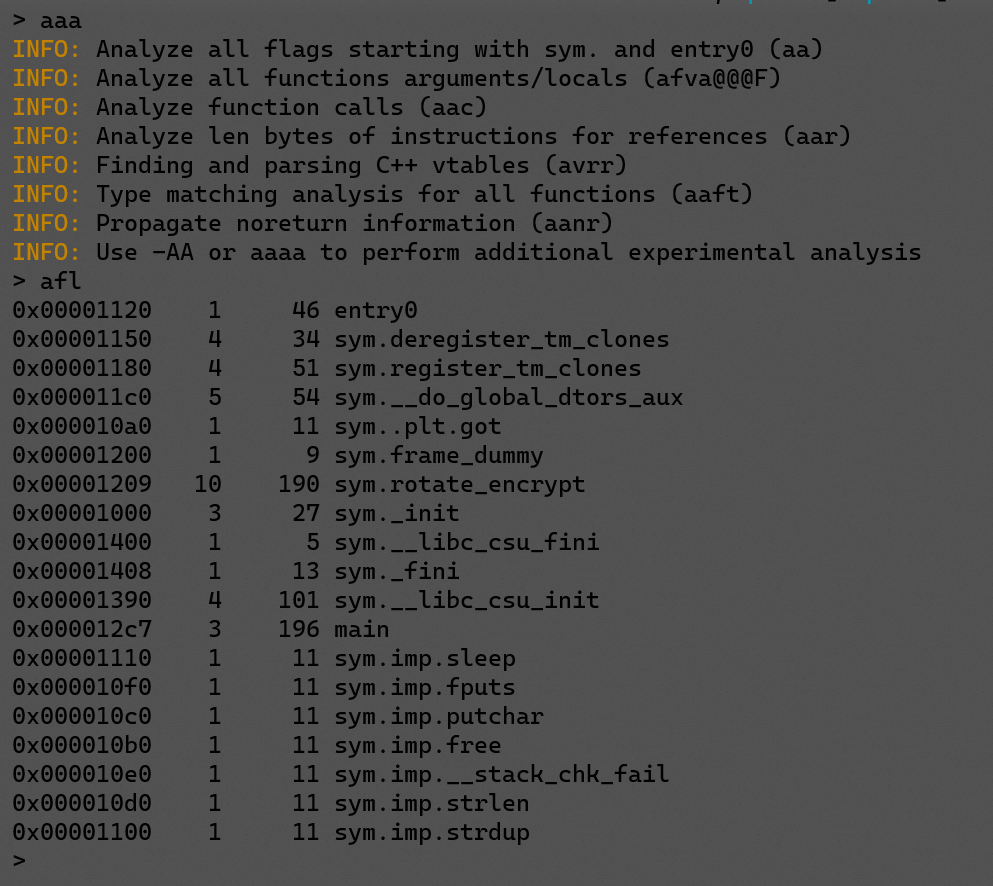 > aaa
INFO: Analyze all flags starting with sym. and entry0 (aa)
INFO: Analyze all functions arguments/locals (afva@@@F)
INFO: Analyze function calls (aac)
INFO: Analyze len bytes of instructions for references (aar)
INFO: Finding and parsing C++ vtables (avrr)
INFO: Type matching analysis for all functions (aaft)
INFO: Propagate noreturn information (aanr)
INFO: Use -AA or aaaa to perform additional experimental analysis
> afl
0x00001120    1     46 entry0
0x00001150    4     34 sym.deregister_tm_clones
0x00001180    4     51 sym.register_tm_clones
0x000011c0    5     54 sym.__do_global_dtors_aux
0x000010a0    1     11 sym..plt.got
0x00001200    1      9 sym.frame_dummy
0x00001209   10    190 sym.rotate_encrypt
0x00001000    3     27 sym._init
0x00001400    1      5 sym.__libc_csu_fini
0x00001408    1     13 sym._fini
0x00001390    4    101 sym.__libc_csu_init
0x000012c7    3    196 main
0x00001110    1     11 sym.imp.sleep
0x000010f0    1     11 sym.imp.fputs
0x000010c0    1     11 sym.imp.putchar
0x000010b0    1     11 sym.imp.free
0x000010e0    1     11 sym.imp.__stack_chk_fail
0x000010d0    1     11 sym.imp.strlen
0x00001100    1     11 sym.imp.strdup
>